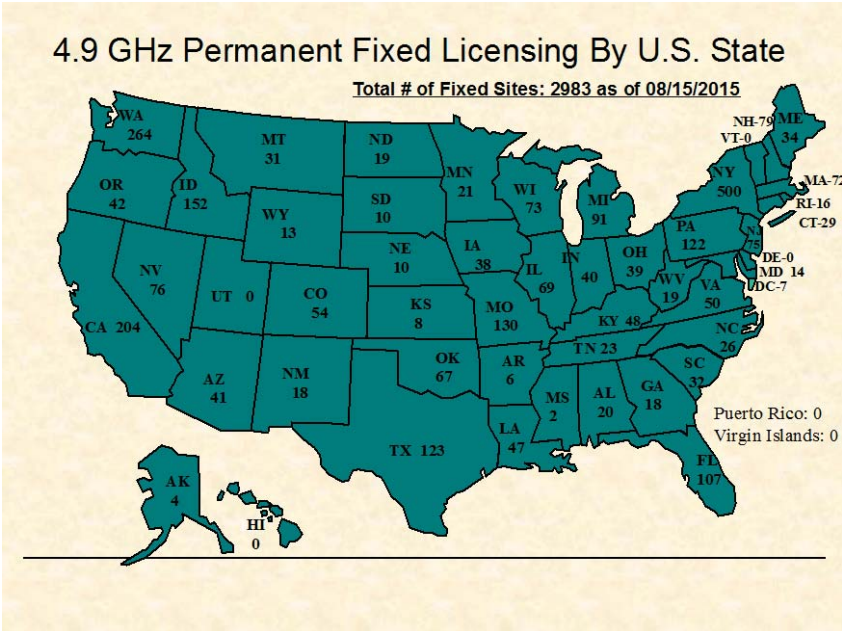 4.9 GHz Permanent Fixed Licensing By U.S. State
Total # of Fixed Sites: 2983 as of 08/15/2015
WA
264
MT
31
ND
19
MN
21
NH-79
VT-0
ME
34
OR
42
ID
152
WY
13
SD
10
WI
73
MI
91
NY
500
MA-72
RI-16
CT-29
NV
76
UT 0
CO
54
NE
10
IA
38
IL
69
IN
40
OH
39
PA
122
NJ
75
DE-0
MD 14
DC-7
WV
19
VA
50
CA 204
KS
8
MO
130
KY 48
NC
26
TN 23
AZ
41
NM
18
OK
67
AR
6
SC
32
MS
2
AL
20
GA
18
Puerto Rico: 0
Virgin Islands: 0
TX 123
LA
47
FL
107
AK
4
HI
0